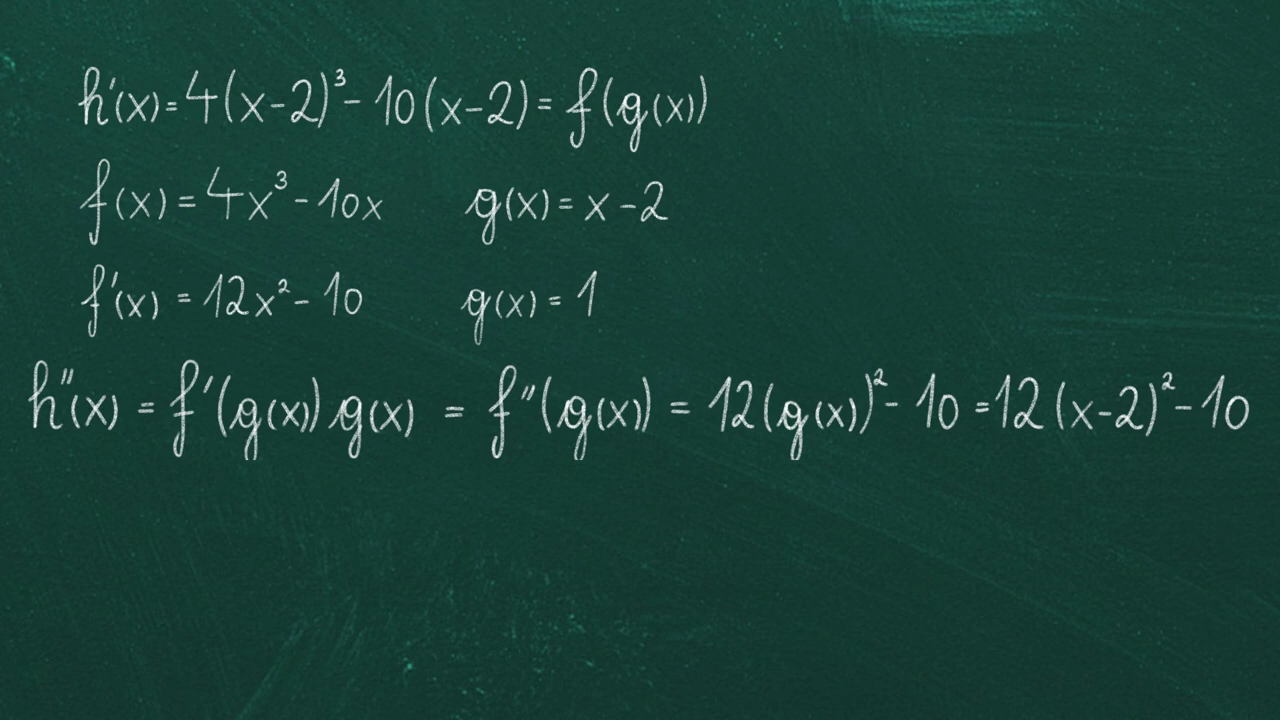 h'(x) = 4(x-2)³ - 10(x-2) = f(g(x))
f(x) = 4x³ - 10x g(x) = x - 2
f'(x) = 12x² - 10 g(x) = 1
h"(x) = f'(g(x)) g(x) = f"(g(x)) = 12(g(x))² - 10 = 12(x-2)² - 10